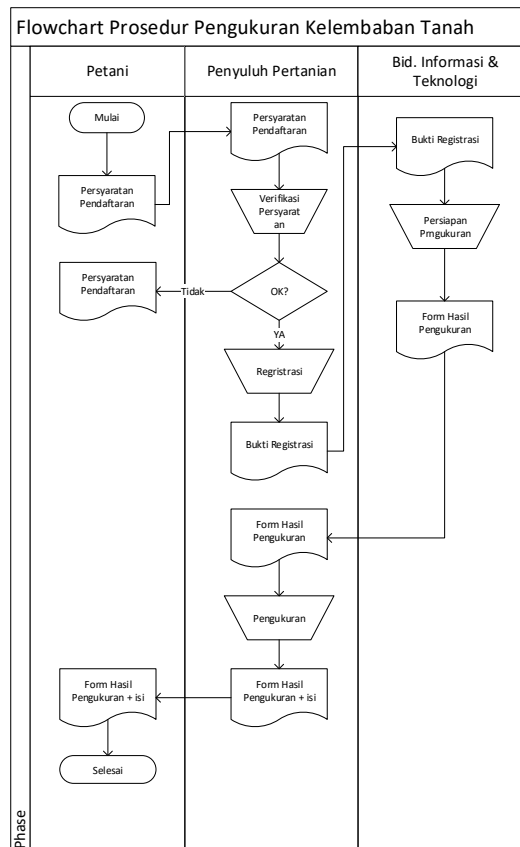 Flowchart Prosedur Pengukuran Kelembaban Tanah
Petani
Penyuluh Pertanian
Bid. Informasi &
Teknologi
Mulai
Persyaratan
Pendaftaran
Persyaratan
Pendaftaran
Bukti Registrasi
Verifikasi
Persyarat
an
Persiapan
Pmgukuran
Persyaratan
Pendaftaran
Tidak
OK?
YA
Form Hasil
Pengukuran
Regristrasi
Bukti Registrasi
Form Hasil
Pengukuran
Pengukuran
Form Hasil
Pengukuran + isi
Form Hasil
Pengukuran + isi
Selesai
Phase